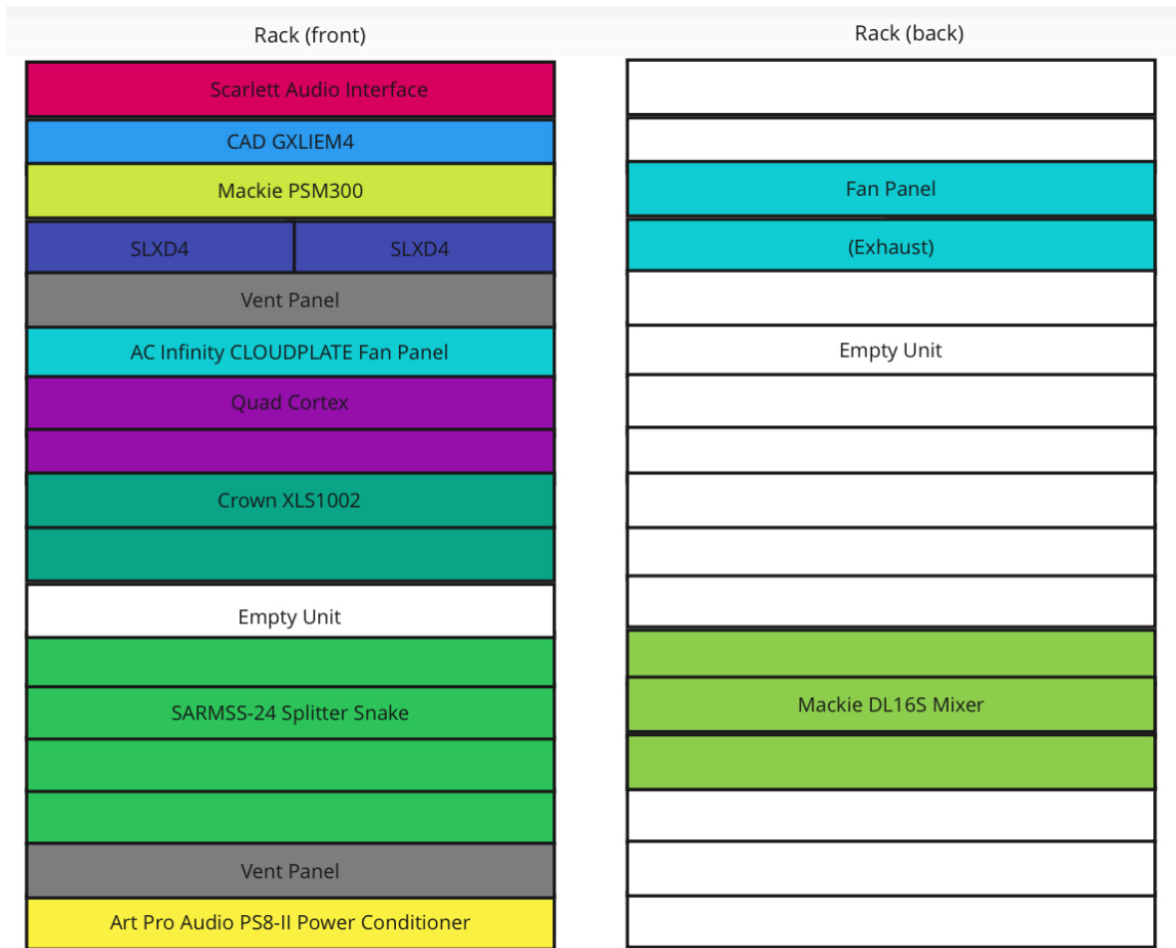 Rack (front)
Scarlett Audio Interface
CAD GXLIEM4
Mackie PSM300
SLXD4
SLXD4
Vent Panel
AC Infinity CLOUDPLATE Fan Panel
Quad Cortex
Crown XLS1002
Empty Unit
SARMSS-24 Splitter Snake
Vent Panel
Art Pro Audio PS8-II Power Conditioner
Rack (back)
Fan Panel
(Exhaust)
Empty Unit
Mackie DL16S Mixer